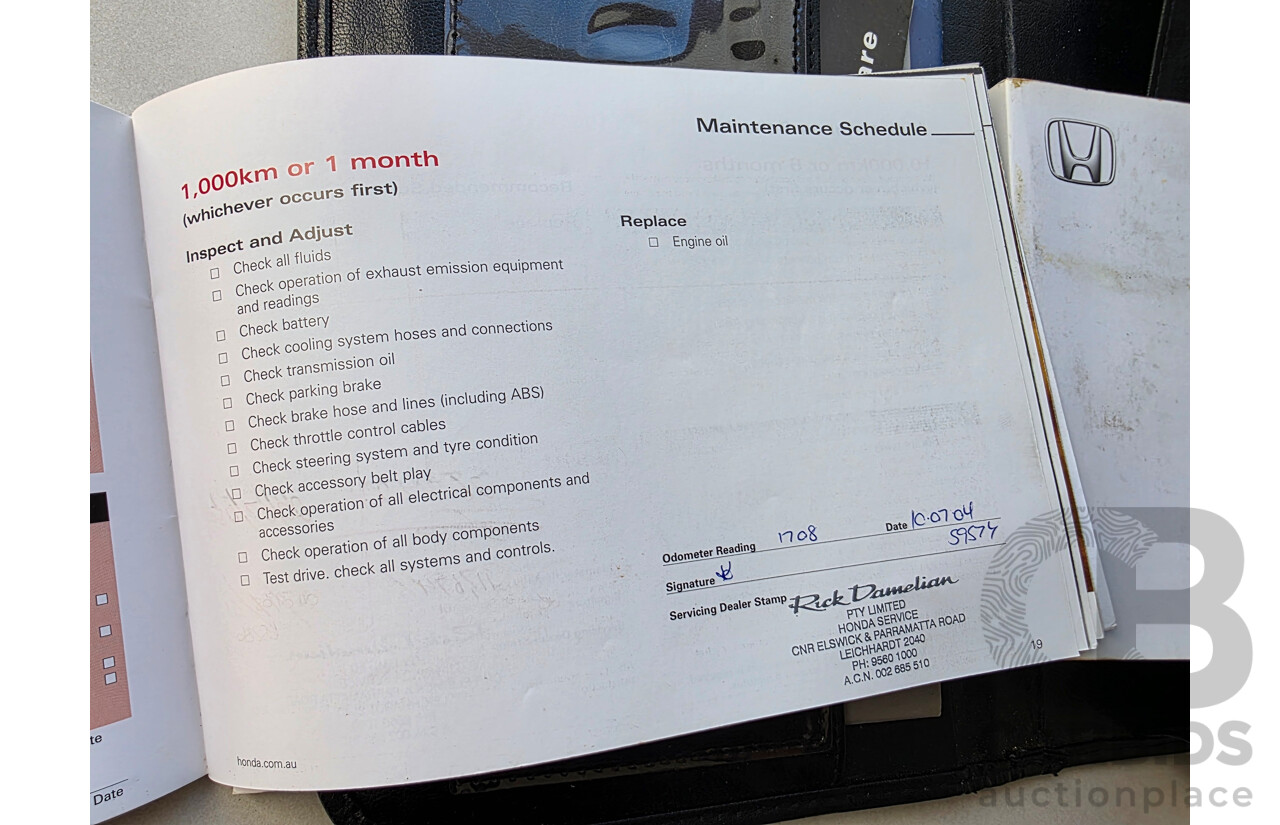 are
Maintenance Schedule
1,000km or 1 month
(whichever occurs first)
Inspect and Adjust
Check all fluids
Check operation of exhaust emission equipment
and readings
Check battery
Check cooling system hoses and connections
Check transmission oil
Check parking brake
Check brake hose and lines (including ABS)
Check throttle control cables
Check steering system and tyre condition
Check accessory belt play
Check operation of all electrical components and
accessories
Check operation of all body components
Test drive. check all systems and controls.
Replace
Engine oil
Odometer Reading 1708 Date 10.07.04
59574
Signature
Servicing Dealer Stamp Rick Damelian
PTY LIMITED
HONDA SERVICE
CNR ELSWICK & PARRAMATTA ROAD
LEICHHARDT 2040
PH: 9560 1000
A.C.N. 002 685 510
19
honda.com.au
te
Date
auctionplace